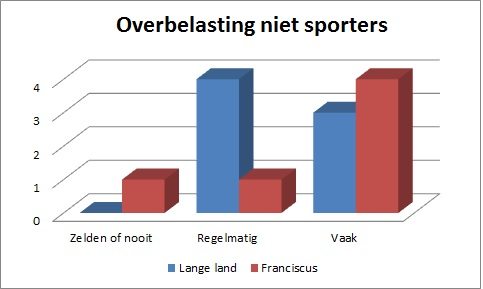 Overbelasting niet sporters
4
3
2
1
0
Zelden of nooit Regelmatig Vaak
Lange land Franciscus